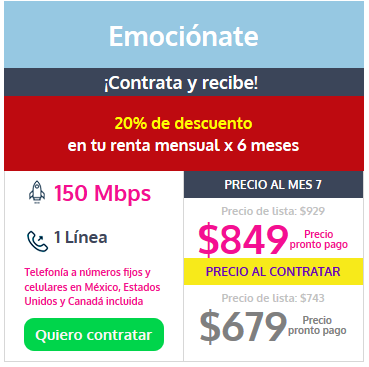 Emociónate
¡Contrata y recibe!
20% de descuento
en tu renta mensual x 6 meses
150 Mbps
1 Línea
Telefonía a números fijos y
celulares en México, Estados
Unidos y Canadá incluida
Quiero contratar
PRECIO AL MES 7
Precio de lista: $929
$849 Precio
pronto pago
PRECIO AL CONTRATAR
Precio de lista: $743
$679 Precio
pronto pago